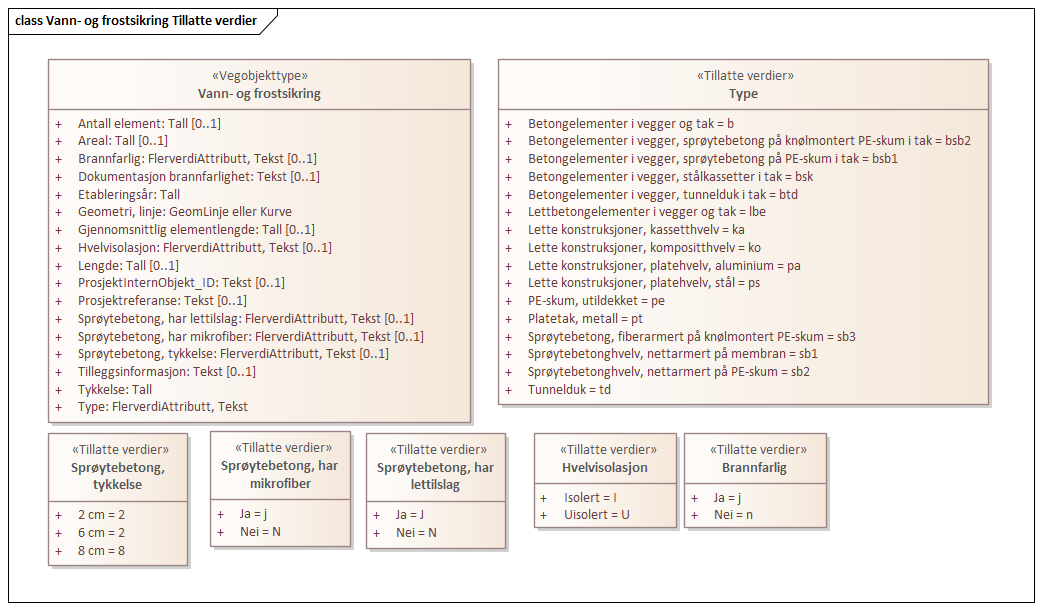 class Vann- og frostsikring Tillatte verdier
«Vegobjekttype»
Vann- og frostsikring
+ Antall element: Tall [0..1]
+ Areal: Tall [0..1]
+ Brannfarlig: FlerverdiAttributt, Tekst [0..1]
+ Dokumentasjon brannfarlighet: Tekst [0..1]
+ Etableringsår: Tall
+ Geometri, linje: GeomLinje eller Kurve
+ Gjennomsnittlig elementlengde: Tall [0..1]
+ Hvelvisolasjon: FlerverdiAttributt, Tekst [0..1]
+ Lengde: Tall [0..1]
+ ProsjektInternObjekt_ID: Tekst [0..1]
+ Prosjektreferanse: Tekst [0..1]
+ Sprøytebetong, har lettilslag: FlerverdiAttributt, Tekst [0..1]
+ Sprøytebetong, har mikrofiber: FlerverdiAttributt, Tekst [0..1]
+ Sprøytebetong, tykkelse: FlerverdiAttributt, Tekst [0..1]
+ Tilleggsinformasjon: Tekst [0..1]
+ Tykkelse: Tall
+ Type: FlerverdiAttributt, Tekst
«Tillatte verdier»
Type
+ Betongelementer i vegger og tak = b
+ Betongelementer i vegger, sprøytebetong på knølmontert PE-skum i tak = bsb2
+ Betongelementer i vegger, sprøytebetong på PE-skum i tak = bsb1
+ Betongelementer i vegger, stålkassetter i tak = bsk
+ Betongelementer i vegger, tunnelduk i tak = btd
+ Lettbetongelementer i vegger og tak = lbe
+ Lette konstruksjoner, kassetthvelv = ka
+ Lette konstruksjoner, kompositthvelv = ko
+ Lette konstruksjoner, platehvelv, aluminium = pa
+ Lette konstruksjoner, platehvelv, stål = ps
+ PE-skum, utildekket = pe
+ Platetak, metall = pt
+ Sprøytebetong, fiberarmert på knølmontert PE-skum = sb3
+ Sprøytebetonghvelv, nettarmert på membran = sb1
+ Sprøytebetonghvelv, nettarmert på PE-skum = sb2
+ Tunnelduk = td
«Tillatte verdier»
Sprøytebetong,
tykkelse
+ 2 cm = 2
+ 6 cm = 2
+ 8 cm = 8
«Tillatte verdier»
Sprøytebetong, har
mikrofiber
+ Ja = j
+ Nei = N
«Tillatte verdier»
Sprøytebetong, har
lettilslag
+ Ja = J
+ Nei = N
«Tillatte verdier»
Hvelvisolasjon
+ Isolert = I
+ Uisolert = U
«Tillatte verdier»
Brannfarlig
+ Ja = j
+ Nei = n